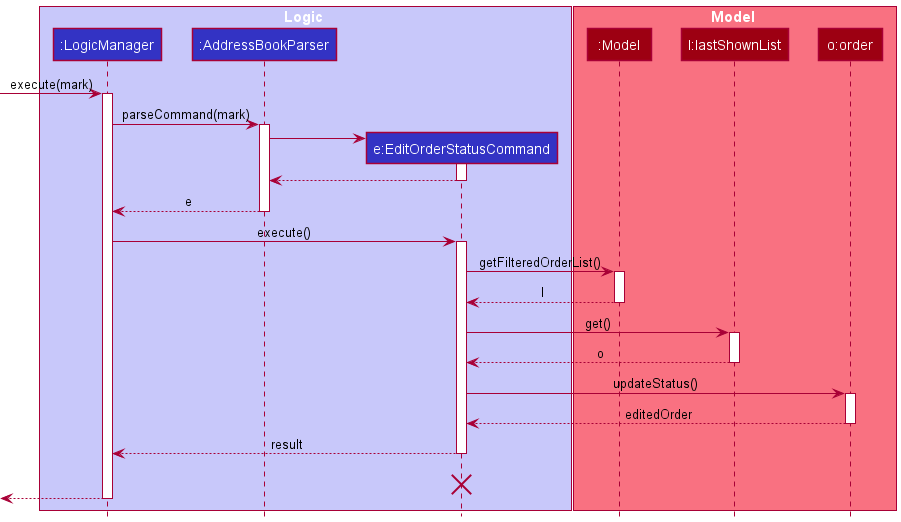 Logic
Model
:LogicManager
:AddressBookParser
:Model
l:lastShownList
o:order
execute(mark)
parseCommand(mark)
e:EditOrderStatusCommand
e
execute()
getFilteredOrderList()
l
get()
o
updateStatus()
editedOrder
result